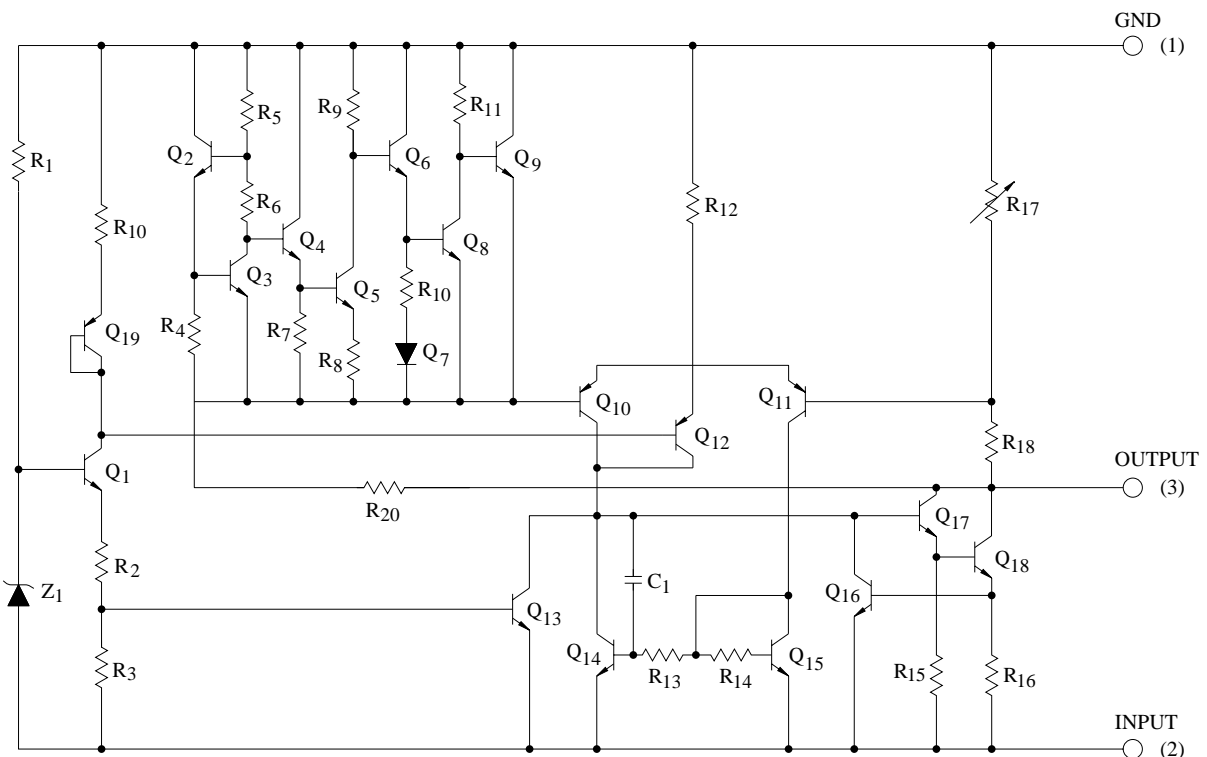 GND
(1)
R5
R9
R11
R1
Q2
Q6
Q9
R6
R12
R17
R10
Q4
Q8
Q3
Q5
R10
R4
R7
R8
Q7
Q19
Q10
Q11
Q12
R18
Q1
OUTPUT
(3)
R20
Q17
R2
Z1
C1
Q18
Q16
Q13
R3
Q14
R13
R14
Q15
R15
R16
INPUT
(2)